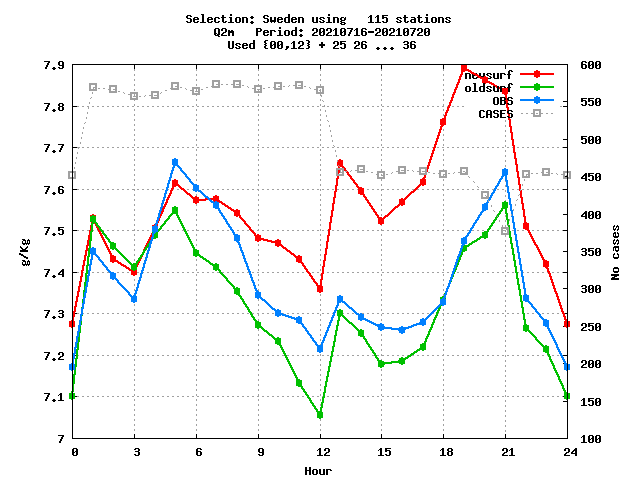 Selection: Sweden using   115 stations
Q2m   Period: 20210716-20210720
Used {00,12} + 25 26 ... 36
newsurf
oldsurf
OBS
CASES
7.9
7.8
7.7
7.6
7.5
7.4
7.3
7.2
7.1
7
600
550
500
450
400
350
300
250
200
150
100
g/Kg
No cases
0 3 6 9 12 15 18 21 24
Hour